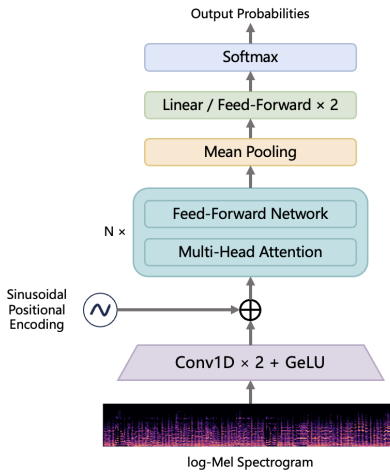 Output Probabilities
Softmax
Linear / Feed-Forward × 2
Mean Pooling
N ×
Feed-Forward Network
Multi-Head Attention
Sinusoidal
Positional
Encoding
Conv1D × 2 + GeLU
log-Mel Spectrogram